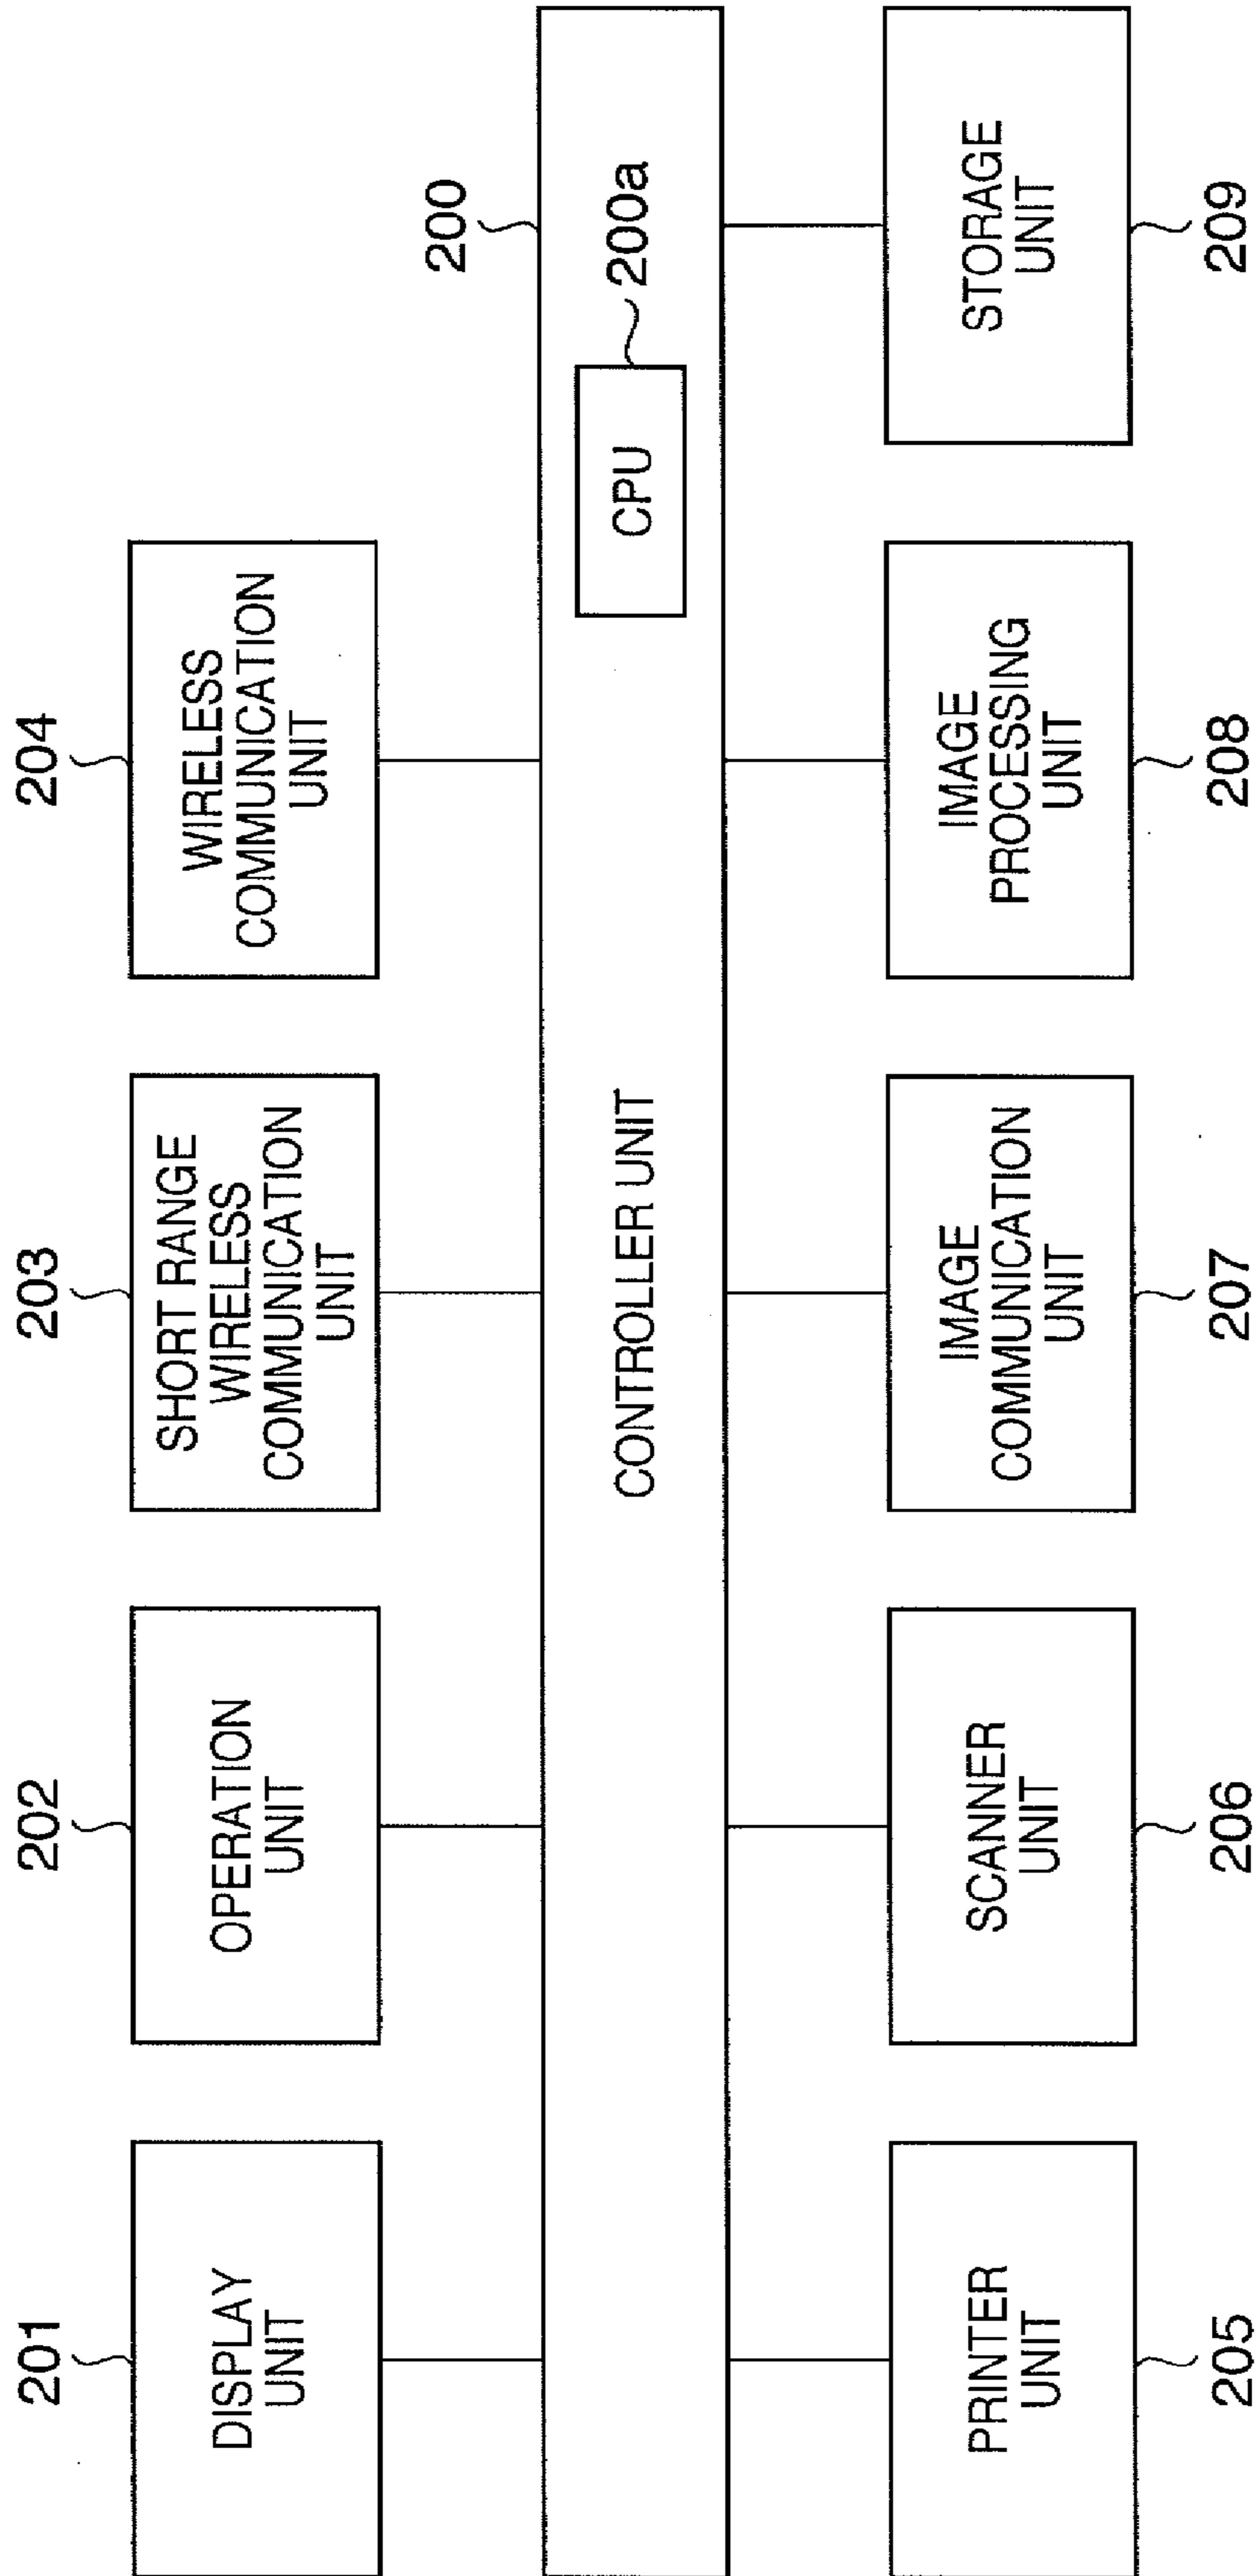 201
DISPLAY
UNIT
202
OPERATION
UNIT
203
SHORT RANGE
WIRELESS
COMMUNICATION
UNIT
204
WIRELESS
COMMUNICATION
UNIT
200
CONTROLLER UNIT
CPU
200a
PRINTER
UNIT
205
SCANNER
UNIT
206
IMAGE
COMMUNICATION
UNIT
207
IMAGE
PROCESSING
UNIT
208
STORAGE
UNIT
209